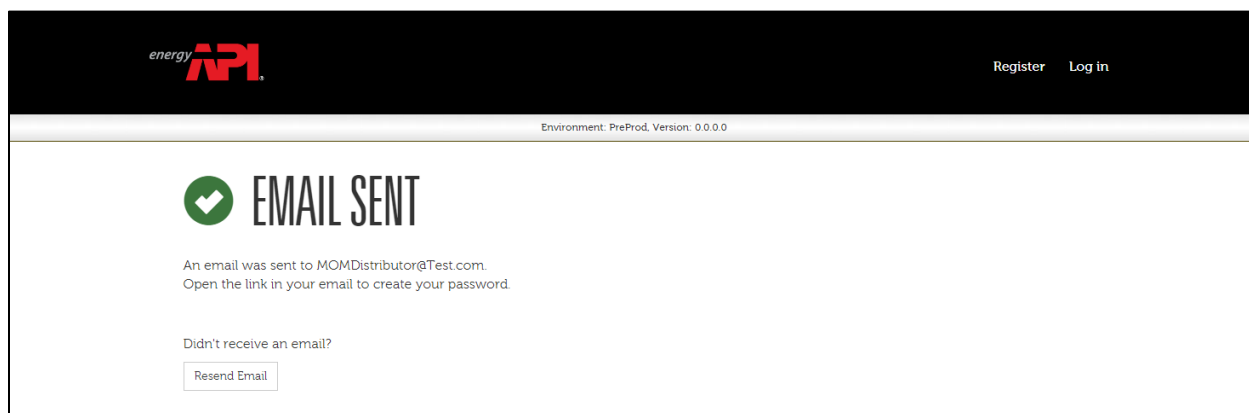 energy API®
Register Log in
Environment: PreProd, Version: 0.0.0.0
EMAIL SENT
An email was sent to MOMDistributor@Test.com.
Open the link in your email to create your password.
Didn't receive an email?
Resend Email